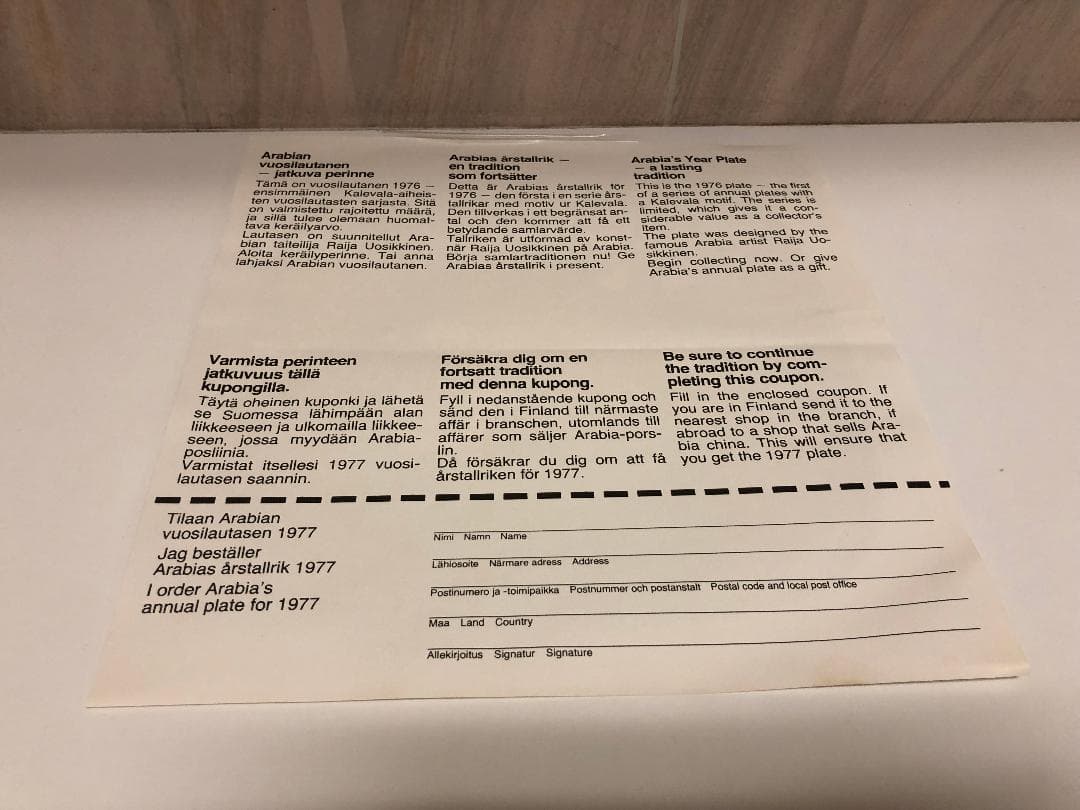 Arabian
vuosilautanen
— jatkuva perinne
Tämä on vuosilautanen 1976 —
ensimmäinen Kalevala-aiheis-
ten vuosilautasten sarjasta. Sitä
on valmistettu rajoitettu määrä,
ja sillä tulee olemaan huomat-
tava keräilyarvo.
Lautasen on suunnitellut Ara-
bian taiteilija Raija Uosikkinen.
Aloita keräilyperinne. Tai anna
lahjaksi Arabian vuosilautanen.
Arabias årstallrik —
en tradition
som fortsätter
Detta är Arabias årstallrik för
1976 — den första i en serie års-
tallrikar med motiv ur Kalevala.
Den tillverkas i ett begränsat an-
tal och den kommer att få ett
betydande samlarvärde.
Tallriken är utformad av konst-
när Raija Uosikkinen på Arabia.
Börja samlartraditionen nu! Ge
Arabias årstallrik i present.
Arabia's Year Plate
— a lasting
tradition
This is the 1976 plate — the first
of a series of annual plates with
a Kalevala motif. The series is
limited, which gives it a con-
siderable value as a collector's
item.
The plate was designed by the
famous Arabia artist Raija Uo-
sikkinen.
Begin collecting now. Or give
Arabia's annual plate as a gift.
Varmista perinteen
jatkuvuus tällä
kupongilla.
Täytä oheinen kuponki ja lähetä
se Suomessa lähimpään alan
liikkeeseen ja ulkomailla liikkee-
seen, jossa myydään Arabia-
posliinia.
Varmistat itsellesi 1977 vuosi-
lautasen saannin.
Försäkra dig om en
fortsatt tradition
med denna kupong.
Fyll i nedanstående kupong och
sänd den i Finland till närmaste
affär i branschen, utomlands till
affärer som säljer Arabia-pors-
lin.
Då försäkrar du dig om att få
årstallriken för 1977.
Be sure to continue
the tradition by com-
pleting this coupon.
Fill in the enclosed coupon. If
you are in Finland send it to the
nearest shop in the branch, if
abroad to a shop that sells Ara-
bia china. This will ensure that
you get the 1977 plate.
Tilaan Arabian
vuosilautasen 1977
Jag beställer
Arabias årstallrik 1977
I order Arabia's
annual plate for 1977
Nimi Namn Name
Lähiosoite Närmare adress Address
Postinumero ja -toimipaikka Postnummer och postanstalt Postal code and local post office
Maa Land Country
Allekirjoitus Signatur Signature